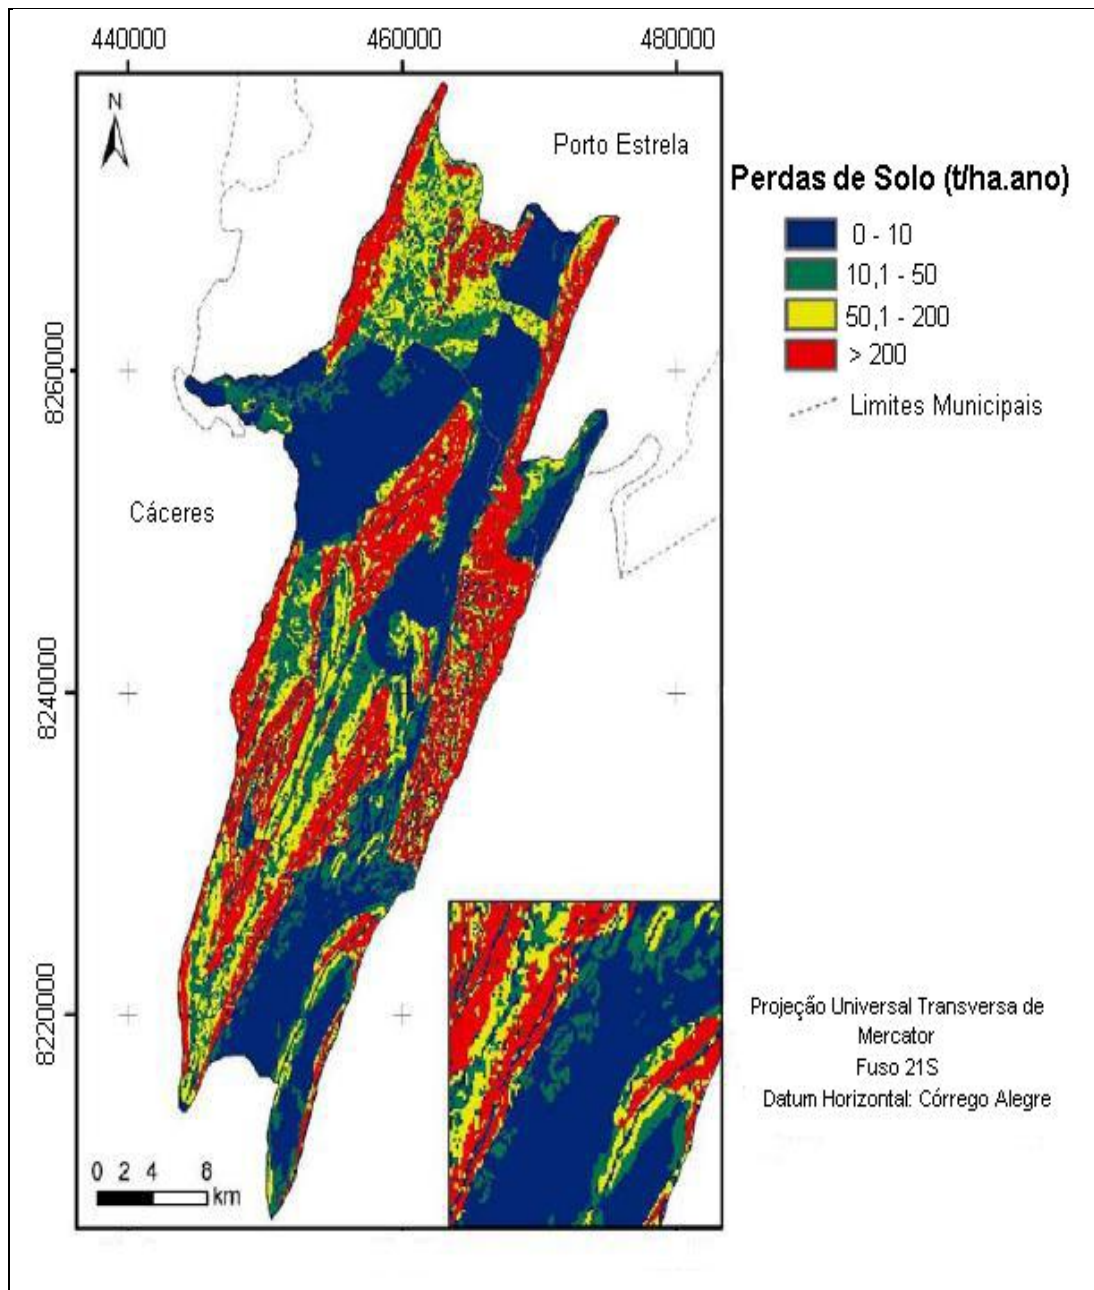 440000 460000 480000
N
Porto Estrela
Perdas de Solo (t/ha.ano)
0 - 10
10,1 - 50
50,1 - 200
> 200
Limites Municipais
8260000
Cáceres
8240000
8220000
Projeção Universal Transversa de
Mercator
Fuso 21S
Datum Horizontal: Córrego Alegre
0 2 4 8
km